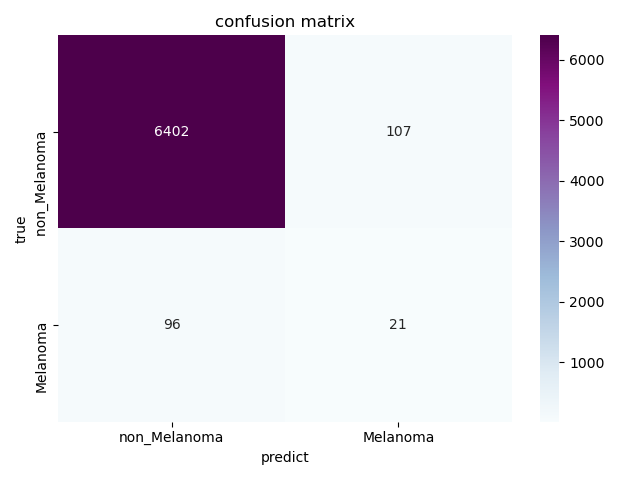 confusion matrix
true
non_Melanoma
Melanoma
6402
107
96
21
non_Melanoma
Melanoma
predict
6000
5000
4000
3000
2000
1000